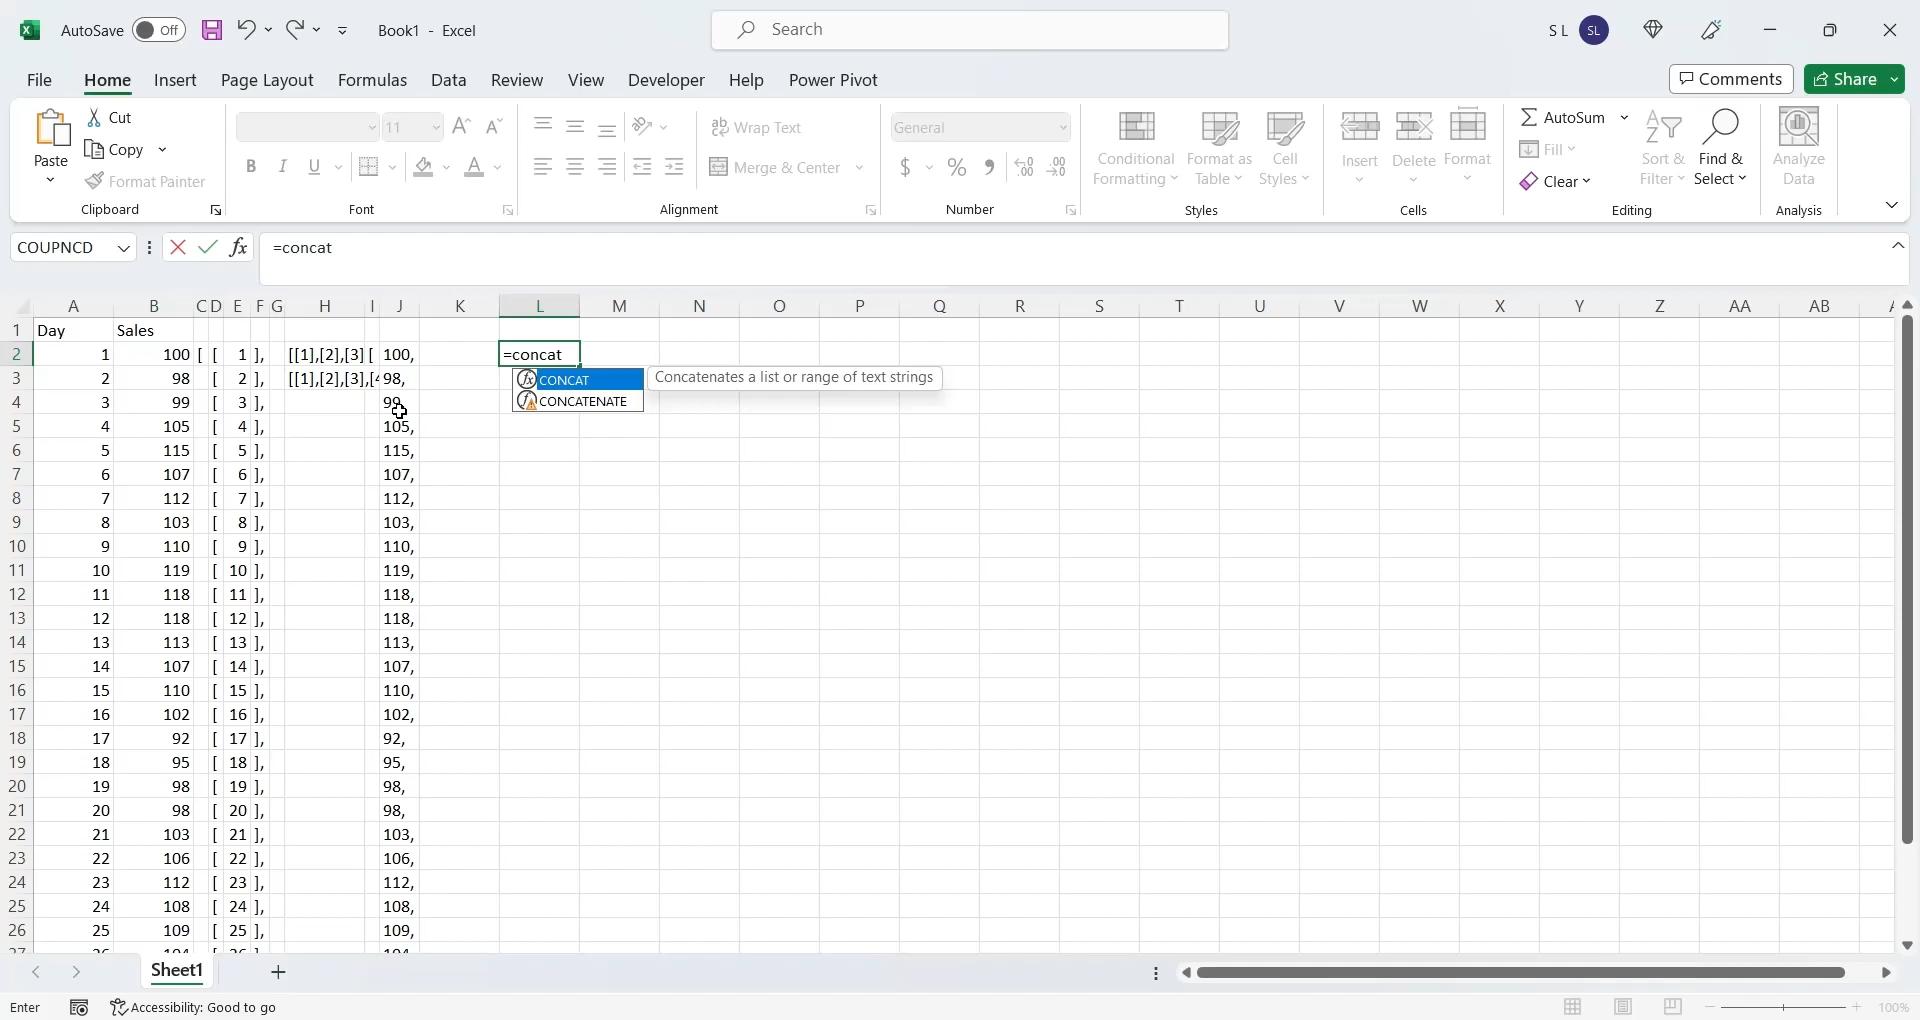 AutoSave Off Book1 - Excel Search S L SL
File Home Insert Page Layout Formulas Data Review View Developer Help Power Pivot Comments Share
Paste Cut Copy Format Painter Clipboard
11 B I U A Font
ab Wrap Text Merge & Center Alignment
General $ % Number
Conditional Formatting Format as Table Cell Styles Styles
Insert Delete Format Cells
AutoSum Fill Clear Sort & Filter Find & Select Editing
Analyze Data Analysis
COUPNCD fx =concat
A B C D E F G H I J K L M N O P Q R S T U V W X Y Z AA AB
1 Day Sales
2 1 100 [ [ 1 ], [[1],[2],[3] [ 100, =concat
3 2 98 [ 2 ], [[1],[2],[3],[4 98, CONCAT Concatenates a list or range of text strings
4 3 99 [ 3 ], 99, CONCATENATE
5 4 105 [ 4 ], 105,
6 5 115 [ 5 ], 115,
7 6 107 [ 6 ], 107,
8 7 112 [ 7 ], 112,
9 8 103 [ 8 ], 103,
10 9 110 [ 9 ], 110,
11 10 119 [ 10 ], 119,
12 11 118 [ 11 ], 118,
13 12 118 [ 12 ], 118,
14 13 113 [ 13 ], 113,
15 14 107 [ 14 ], 107,
16 15 110 [ 15 ], 110,
17 16 102 [ 16 ], 102,
18 17 92 [ 17 ], 92,
19 18 95 [ 18 ], 95,
20 19 98 [ 19 ], 98,
21 20 98 [ 20 ], 98,
22 21 103 [ 21 ], 103,
23 22 106 [ 22 ], 106,
24 23 112 [ 23 ], 112,
25 24 108 [ 24 ], 108,
26 25 109 [ 25 ], 109,
27 26 104 [ 26 ], 104
Sheet1
Enter Accessibility: Good to go 100%